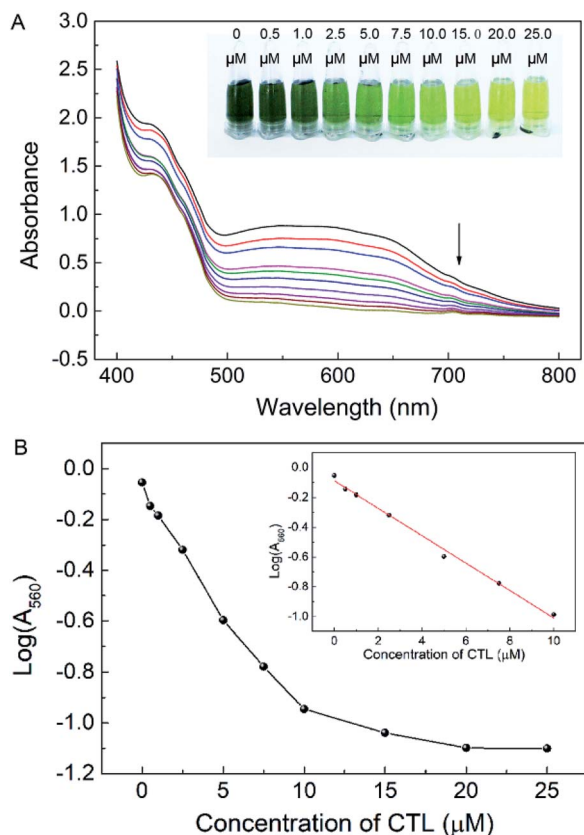 A
0 0.5 1.0 2.5 5.0 7.5 10.0 15.0 20.0 25.0
µM µM µM µM µM µM µM µM µM µM
3.0
2.5
2.0
1.5
1.0
0.5
0.0
-0.5
Absorbance
400 500 600 700 800
Wavelength (nm)
B
0.0
-0.2
-0.4
-0.6
-0.8
-1.0
-1.2
Log(A560)
0 5 10 15 20 25
Concentration of CTL (µM)
0.0
-0.2
-0.4
-0.6
-0.8
-1.0
Log(A560)
0 2 4 6 8 10
Concentration of CTL (µM)